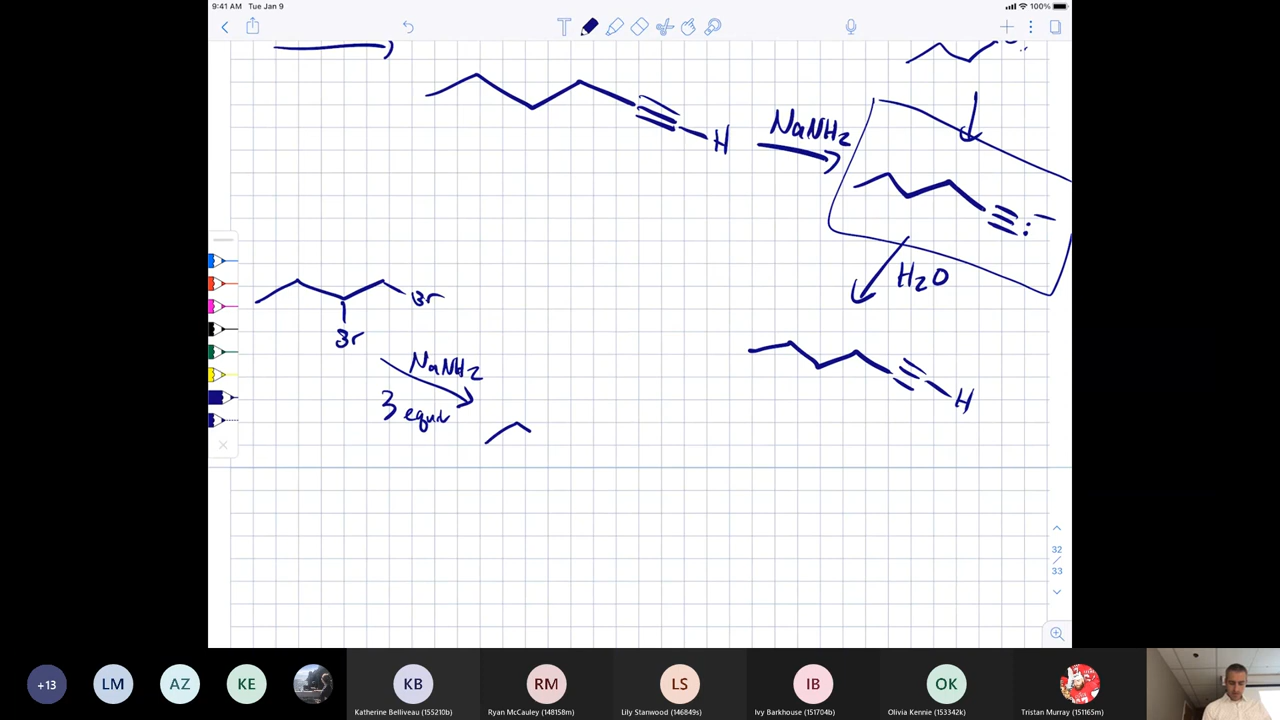 9:41 AM Tue Jan 9
100%
H
NaNH2
H2O
Br
Br
NaNH2
3 equiv
H
32
33
+13
LM
AZ
KE
KB
RM
LS
IB
OK
Katherine Belliveau (155210b)
Ryan McCauley (148158m)
Lily Stanwood (146849s)
Ivy Barkhouse (151704b)
Olivia Kennie (153342k)
Tristan Murray (151165m)